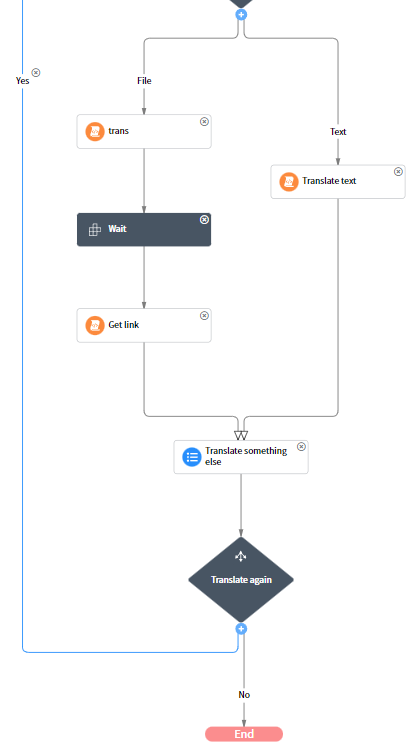 Yes
File
Text
trans
Translate text
Wait
Get link
Translate something
else
Translate again
No
End